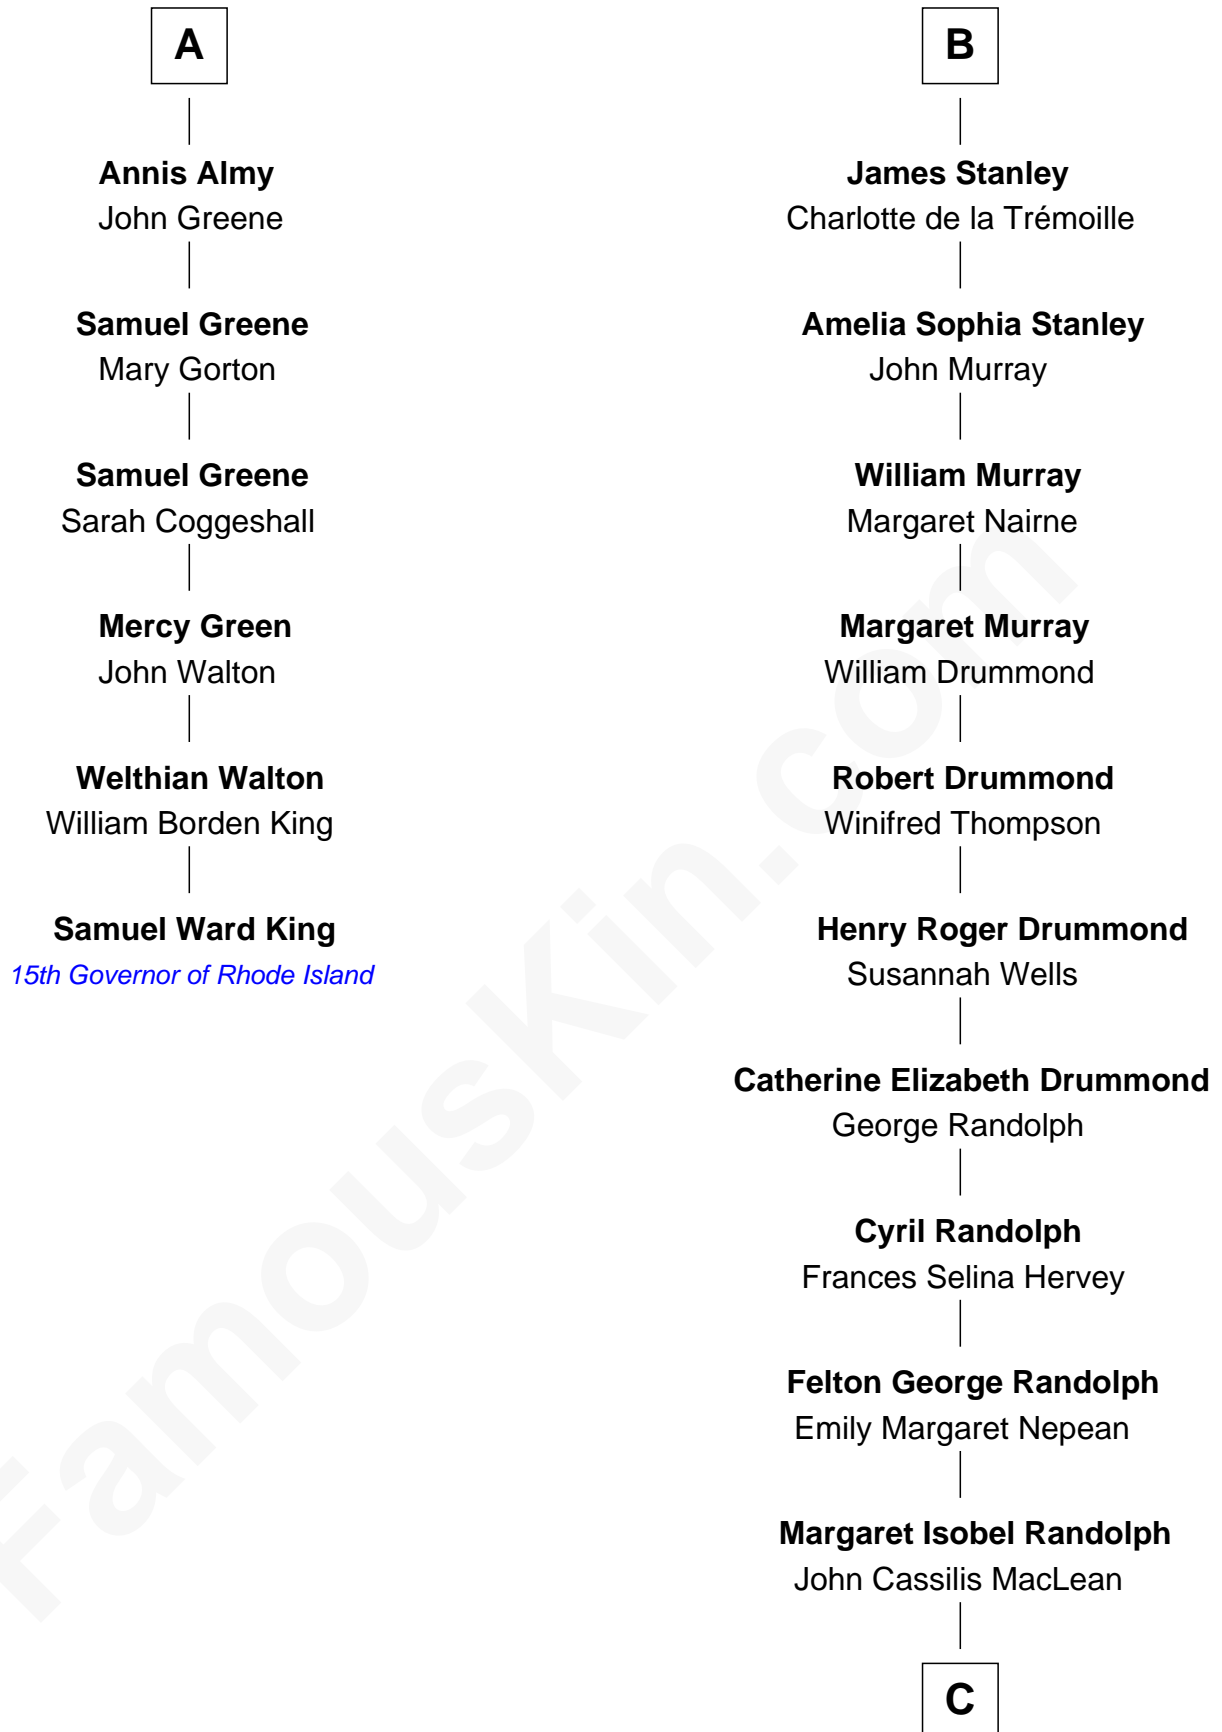 A
Annis Almy
John Greene
Samuel Greene
Mary Gorton
Samuel Greene
Sarah Coggeshall
Mercy Green
John Walton
Welthian Walton
William Borden King
Samuel Ward King
15th Governor of Rhode Island
B
James Stanley
Charlotte de la Trémoille
Amelia Sophia Stanley
John Murray
William Murray
Margaret Nairne
Margaret Murray
William Drummond
Robert Drummond
Winifred Thompson
Henry Roger Drummond
Susannah Wells
Catherine Elizabeth Drummond
George Randolph
Cyril Randolph
Frances Selina Hervey
Felton George Randolph
Emily Margaret Nepean
Margaret Isobel Randolph
John Cassilis MacLean
C
FamousKin.com